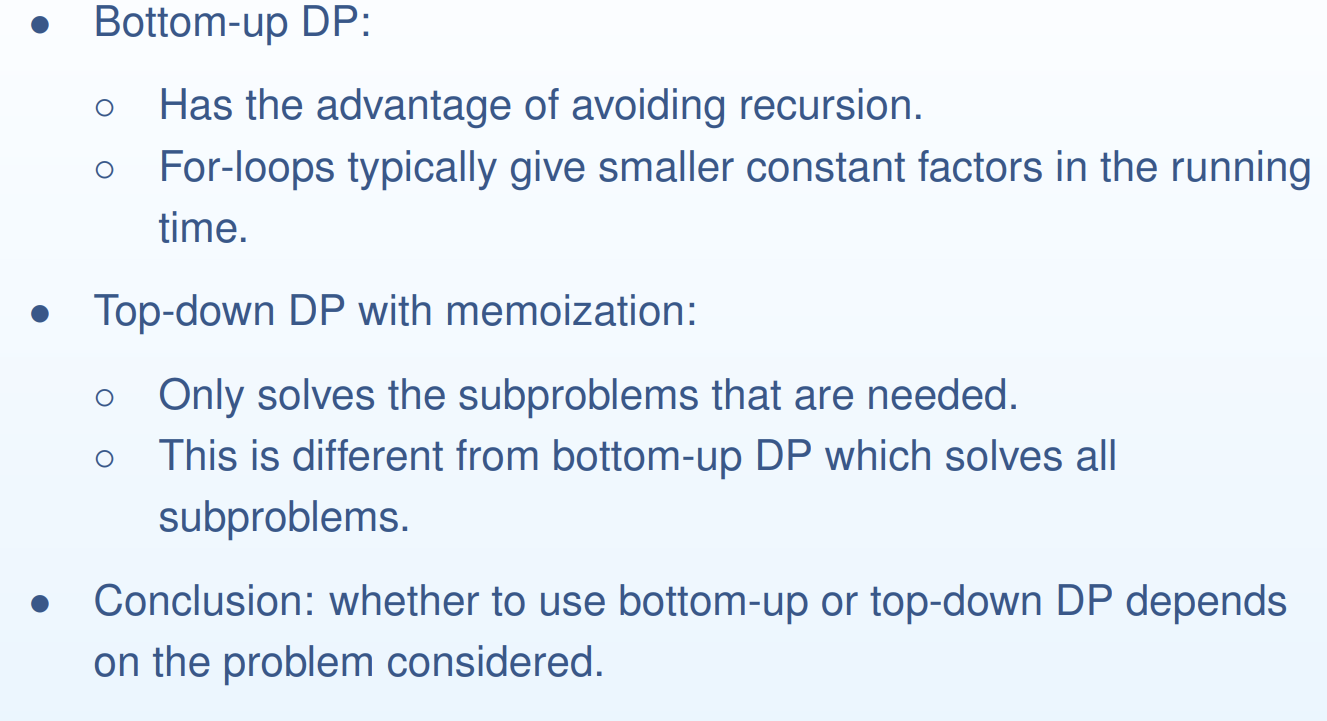 ● Bottom-up DP:
○ Has the advantage of avoiding recursion.
○ For-loops typically give smaller constant factors in the running
time.
● Top-down DP with memoization:
○ Only solves the subproblems that are needed.
○ This is different from bottom-up DP which solves all
subproblems.
● Conclusion: whether to use bottom-up or top-down DP depends
on the problem considered.